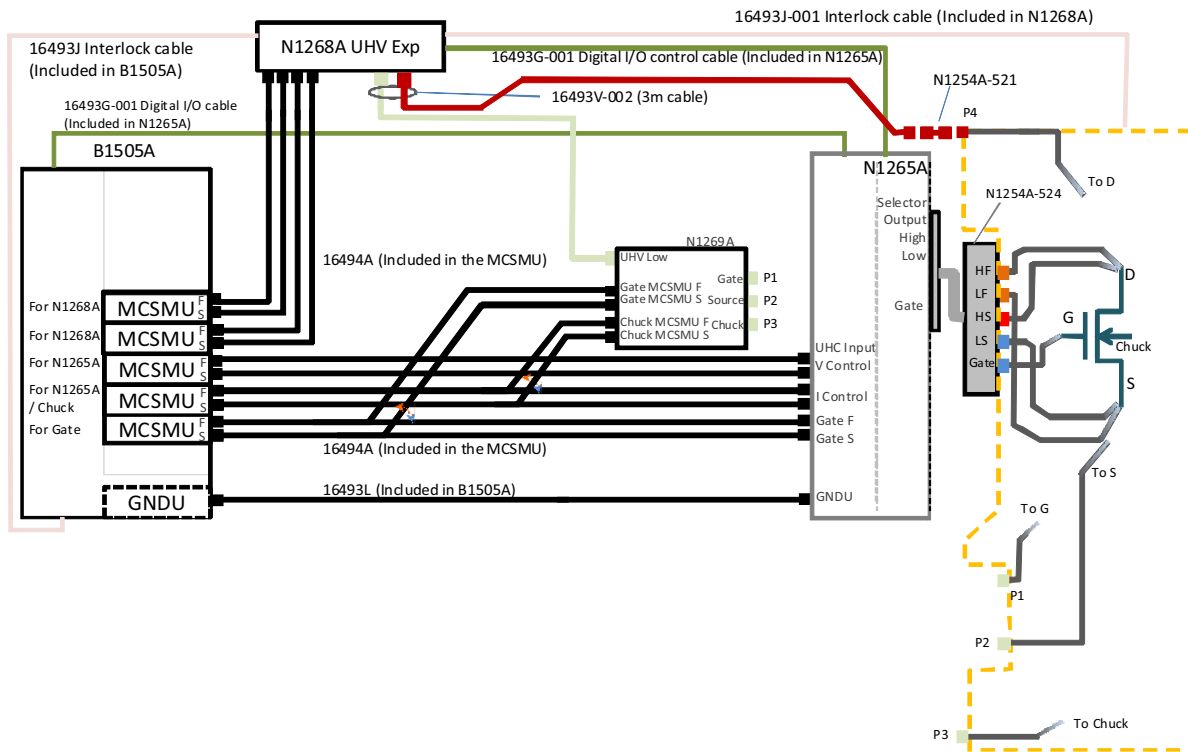 16493J-001 Interlock cable (Included in N1268A)
16493J Interlock cable
(Included in B1505A)
N1268A UHV Exp
16493G-001 Digital I/O control cable (Included in N1265A)
16493V-002 (3m cable)
N1254A-521
P4
16493G-001 Digital I/O cable
(Included in N1265A)
B1505A
N1265A
To D
N1254A-524
Selector
Output
High
Low
Gate
N1269A
UHV Low
16494A (Included in the MCSMU)
Gate MCSMU F
Gate MCSMU S
Chuck MCSMU F
Chuck MCSMU S
Gate
Source
Chuck
P1
P2
P3
HF
LF
HS
LS
Gate
D
G
Chuck
S
For N1268A
MCSMU
F
S
For N1268A
MCSMU
F
S
For N1265A
MCSMU
F
S
For N1265A
/ Chuck
MCSMU
F
S
For Gate
MCSMU
F
S
UHC Input
V Control
I Control
Gate F
Gate S
GNDU
16494A (Included in the MCSMU)
16493L (Included in B1505A)
GNDU
To S
To G
P1
P2
P3
To Chuck